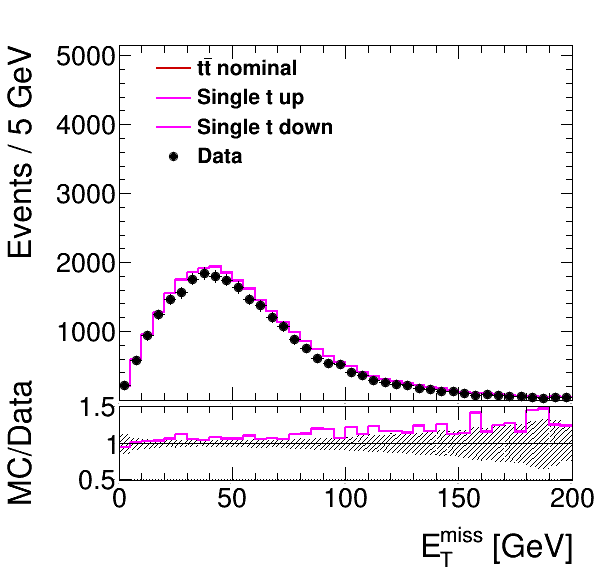 Events / 5 GeV
5000
4000
3000
2000
1000
tt̄ nominal
Single t up
Single t down
Data
MC/Data
1.5
1
0.5
0 50 100 150 200
E_T^miss [GeV]